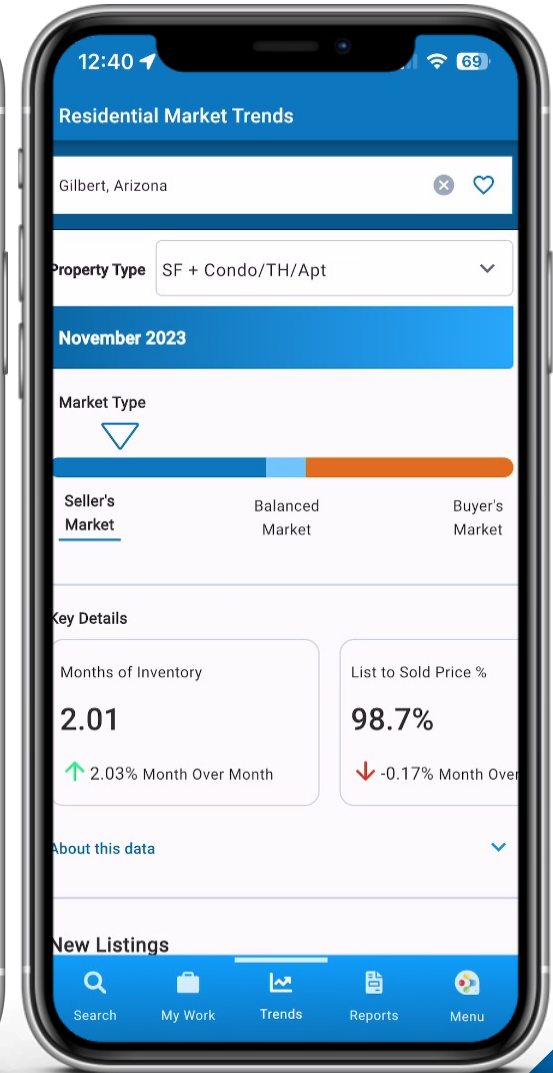 12:40
69
Residential Market Trends
Gilbert, Arizona
Property Type
SF + Condo/TH/Apt
November 2023
Market Type
Seller's
Market
Balanced
Market
Buyer's
Market
Key Details
Months of Inventory
2.01
2.03% Month Over Month
List to Sold Price %
98.7%
-0.17% Month Over
About this data
New Listings
Search
My Work
Trends
Reports
Menu